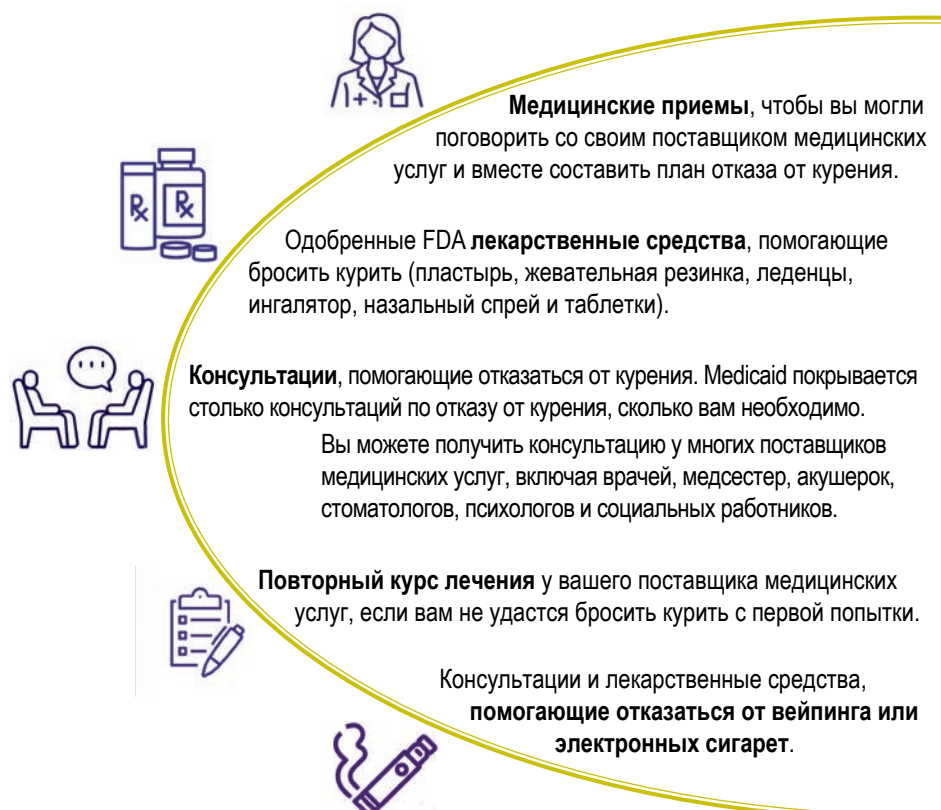 Медицинские приемы, чтобы вы могли
поговорить со своим поставщиком медицинских
услуг и вместе составить план отказа от курения.
Одобренные FDA лекарственные средства, помогающие
бросить курить (пластырь, жевательная резинка, леденцы,
ингалятор, назальный спрей и таблетки).
Rx Rx
Консультации, помогающие отказаться от курения. Medicaid покрывается
столько консультаций по отказу от курения, сколько вам необходимо.
Вы можете получить консультацию у многих поставщиков
медицинских услуг, включая врачей, медсестер, акушерок,
стоматологов, психологов и социальных работников.
Повторный курс лечения у вашего поставщика медицинских
услуг, если вам не удастся бросить курить с первой попытки.
Консультации и лекарственные средства,
помогающие отказаться от вейпинга или
электронных сигарет.